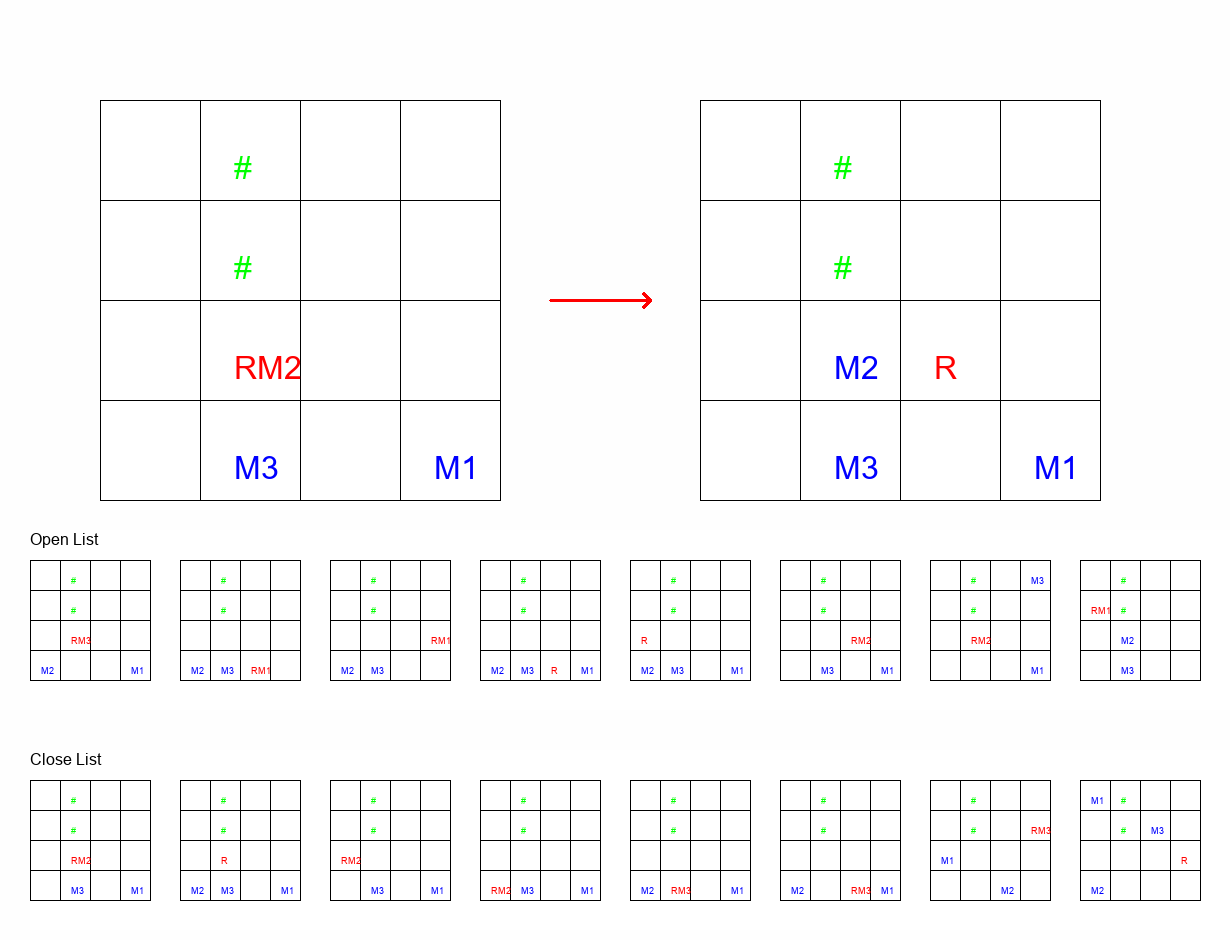 # #
# #
RM2 M2 R
M3 M1 M3 M1
Open List
# # # # # # # M3 #
# # # # # # # RM1 #
RM3 RM1 R RM2 RM2 M2
M2 M1 M2 M3 RM1 M2 M3 M2 M3 R M1 M2 M3 M1 M3 M1 M1 M3
Close List
# # # # # # # M1 #
# # # # # # # RM3 # M3
RM2 R RM2 M1 R
M3 M1 M2 M3 M1 M3 M1 RM2 M3 M1 M2 RM3 M1 M2 RM3 M1 M2 M2